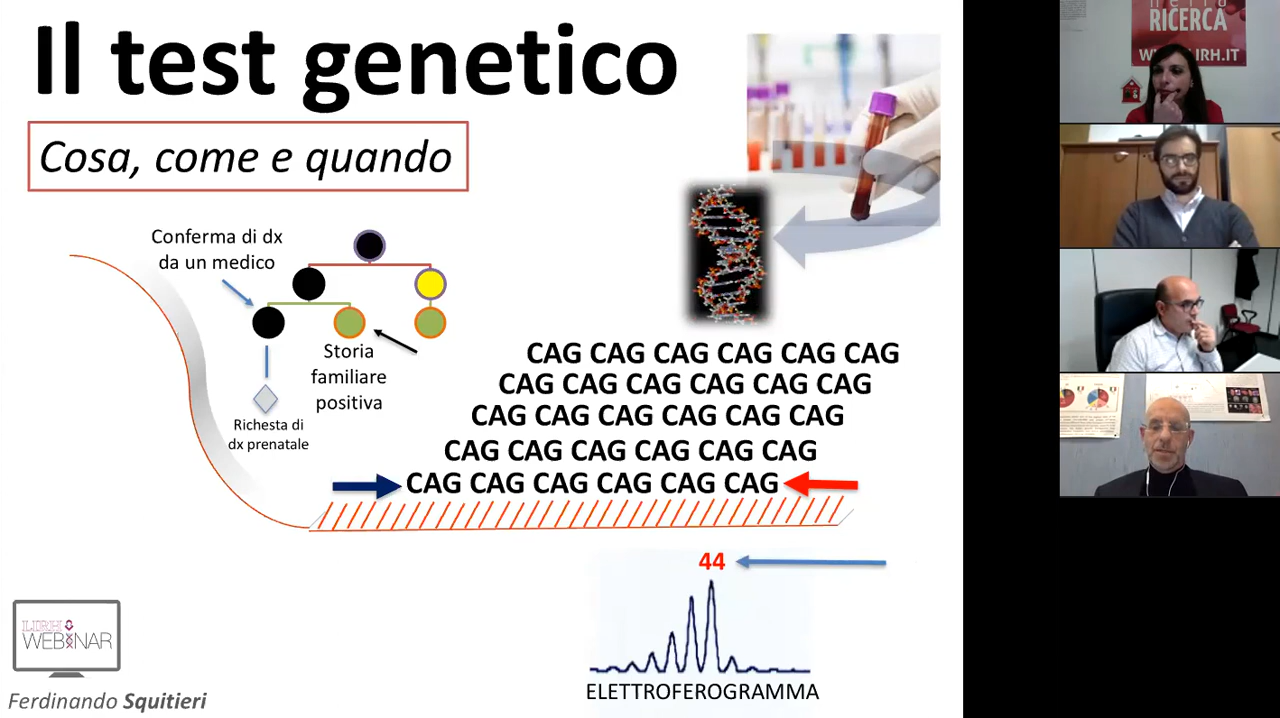 Il test genetico
Cosa, come e quando
Conferma di dx
da un medico
Storia
familiare
positiva
Richesta di
dx prenatale
CAG CAG CAG CAG CAG CAG
CAG CAG CAG CAG CAG CAG
CAG CAG CAG CAG CAG CAG
CAG CAG CAG CAG CAG CAG
CAG CAG CAG CAG CAG CAG
44
ELETTROFEROGRAMMA
LIRH
WEBINAR
Ferdinando Squitieri
RICERCA